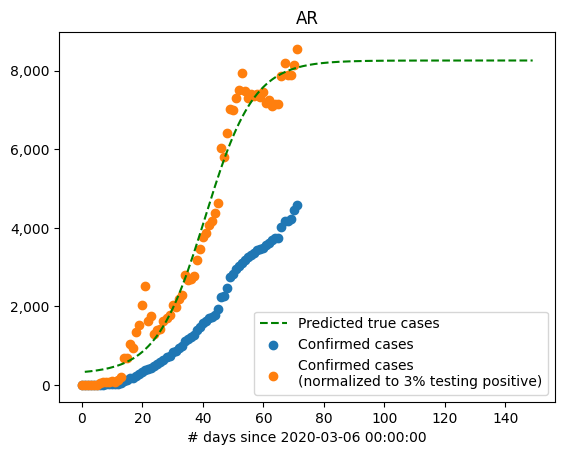 AR
8,000
6,000
4,000
2,000
0
Predicted true cases
Confirmed cases
Confirmed cases
(normalized to 3% testing positive)
0 20 40 60 80 100 120 140
# days since 2020-03-06 00:00:00